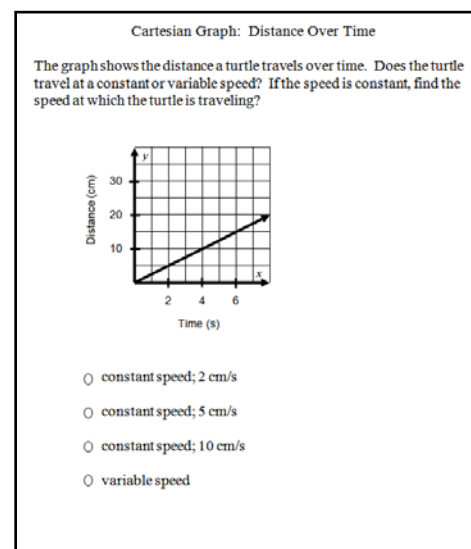 Cartesian Graph: Distance Over Time
The graph shows the distance a turtle travels over time. Does the turtle
travel at a constant or variable speed? If the speed is constant, find the
speed at which the turtle is traveling?
y
30
20
10
Distance (cm)
x
2 4 6
Time (s)
constant speed; 2 cm/s
constant speed; 5 cm/s
constant speed; 10 cm/s
variable speed